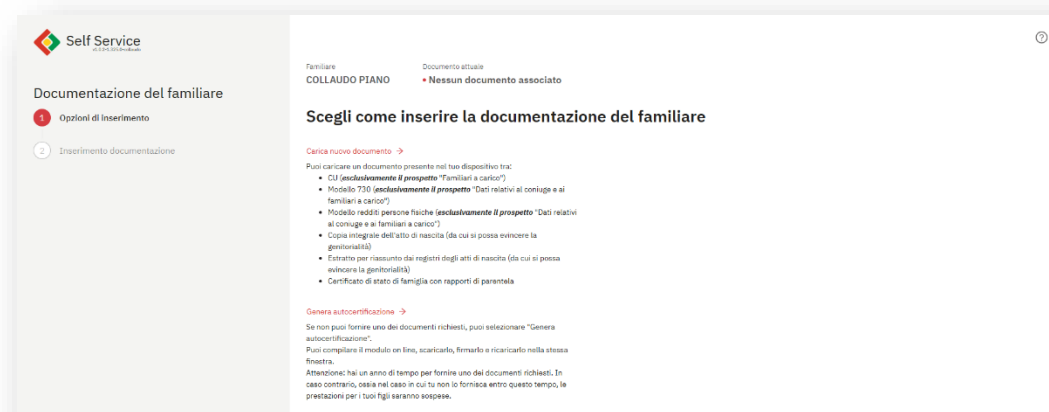 Self Service
Familiare
Documento attuale
COLLAUDO PIANO
• Nessun documento associato
Documentazione del familiare
1 Opzioni di inserimento
2 Inserimento documentazione
Scegli come inserire la documentazione del familiare
Carica nuovo documento →
Puoi caricare un documento presente nel tuo dispositivo tra:
• CU (esclusivamente il prospetto "Familiari a carico")
• Modello 730 (esclusivamente il prospetto "Dati relativi al coniuge e ai
familiari a carico")
• Modello redditi persone fisiche (esclusivamente il prospetto "Dati relativi
al coniuge e ai familiari a carico")
• Copia integrale dell'atto di nascita (da cui si possa evincere la
genitorialità)
• Estratto per riassunto dai registri degli atti di nascita (da cui si possa
evincere la genitorialità)
• Certificato di stato di famiglia con rapporti di parentela
Genera autocertificazione →
Se non puoi fornire uno dei documenti richiesti, puoi selezionare "Genera
autocertificazione".
Puoi compilare il modulo on line, scaricarlo, firmarlo e ricaricarlo nella stessa
finestra.
Attenzione: hai un anno di tempo per fornire uno dei documenti richiesti. In
caso contrario, ossia nel caso in cui tu non lo fornisca entro questo tempo, le
prestazioni per i tuoi figli saranno sospese.